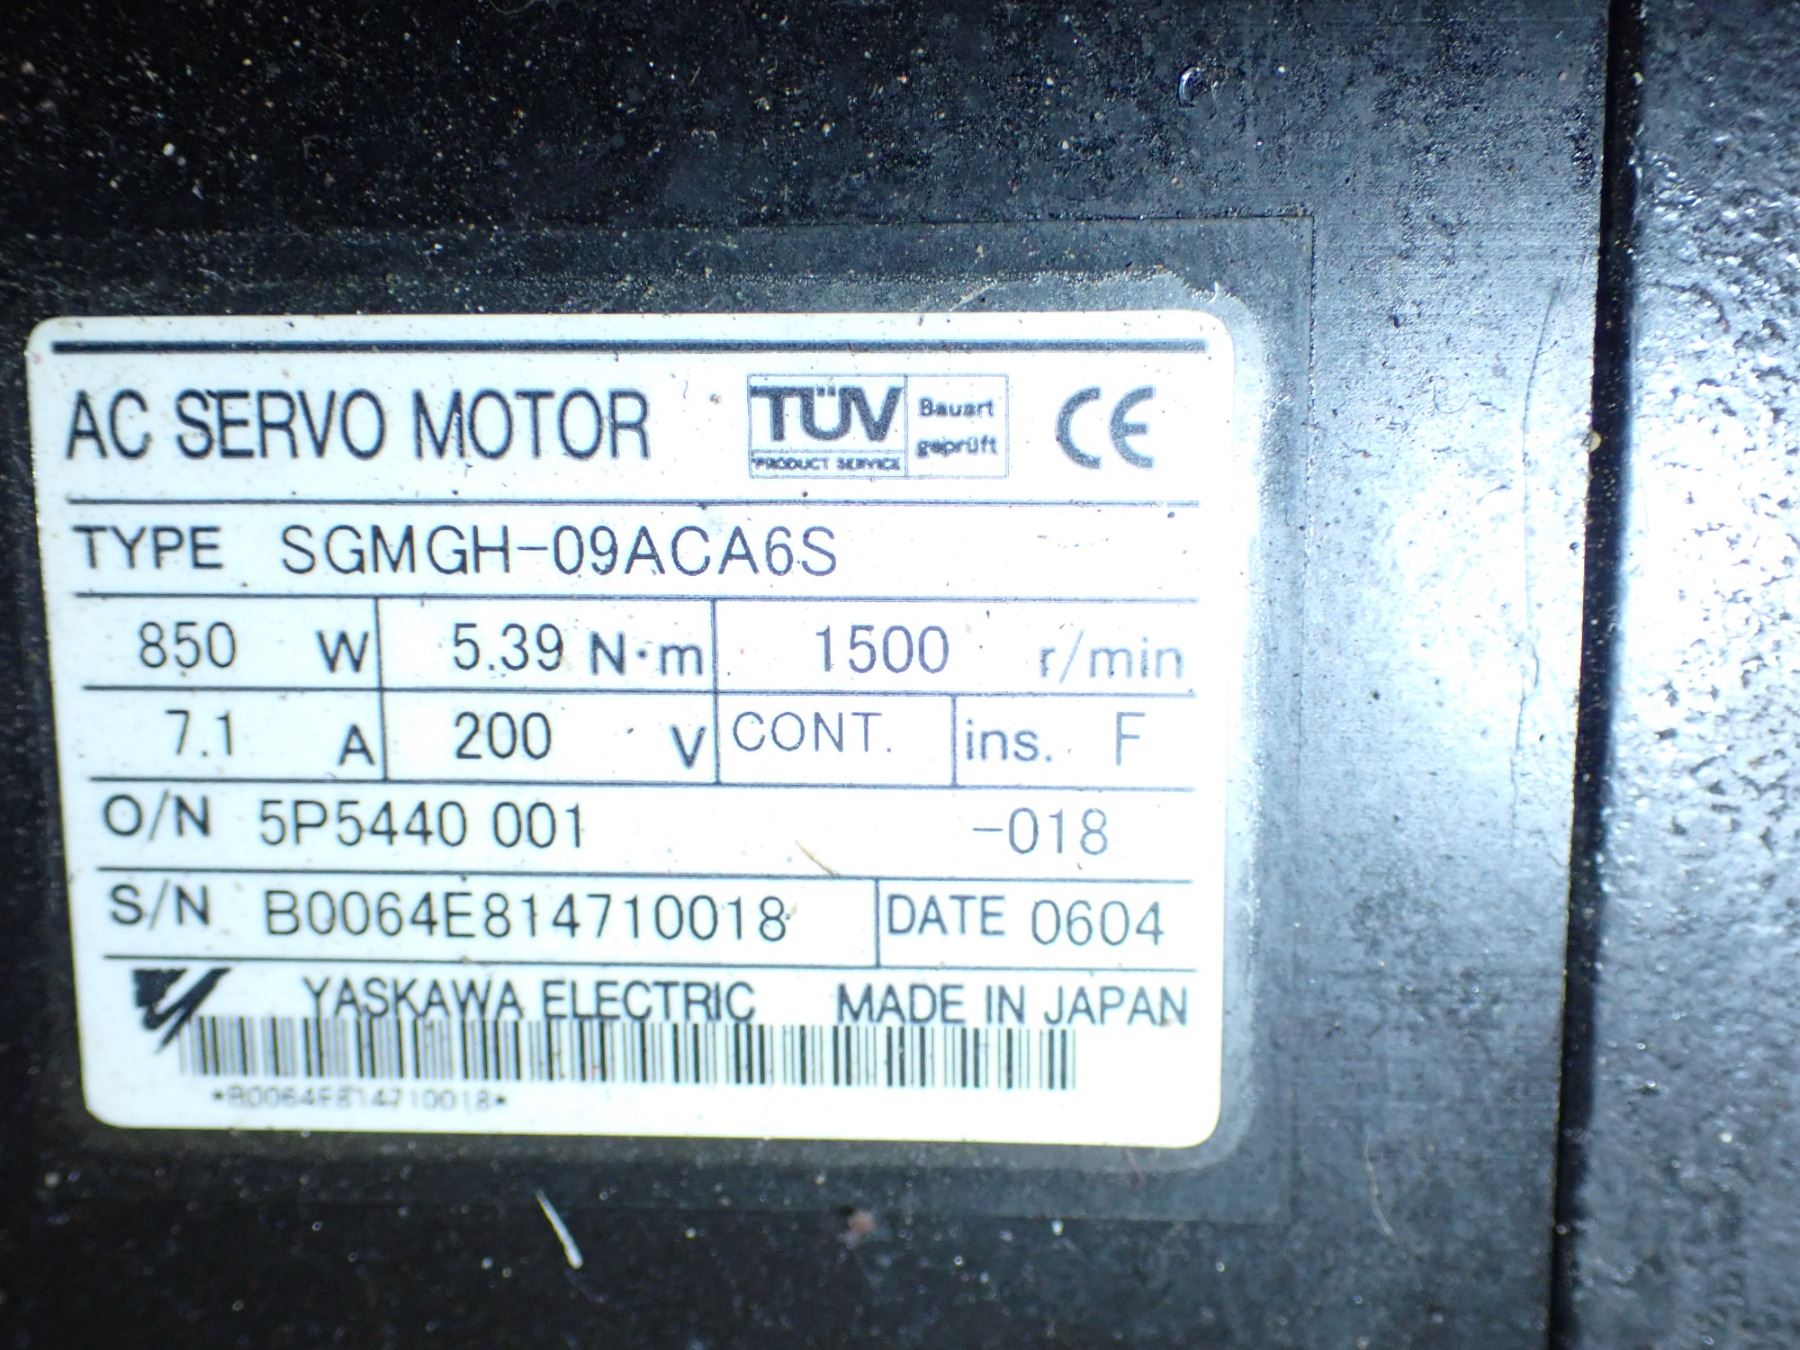 AC SERVO MOTOR TÜV PRODUCT SERVICE Bauart geprüft CE
TYPE SGMGH-09ACA6S
850 W 5.39 N·m 1500 r/min
7.1 A 200 V CONT. ins. F
O/N 5P5440 001 -018
S/N B0064E814710018 DATE 0604
YASKAWA ELECTRIC MADE IN JAPAN
*B0064E814710018*